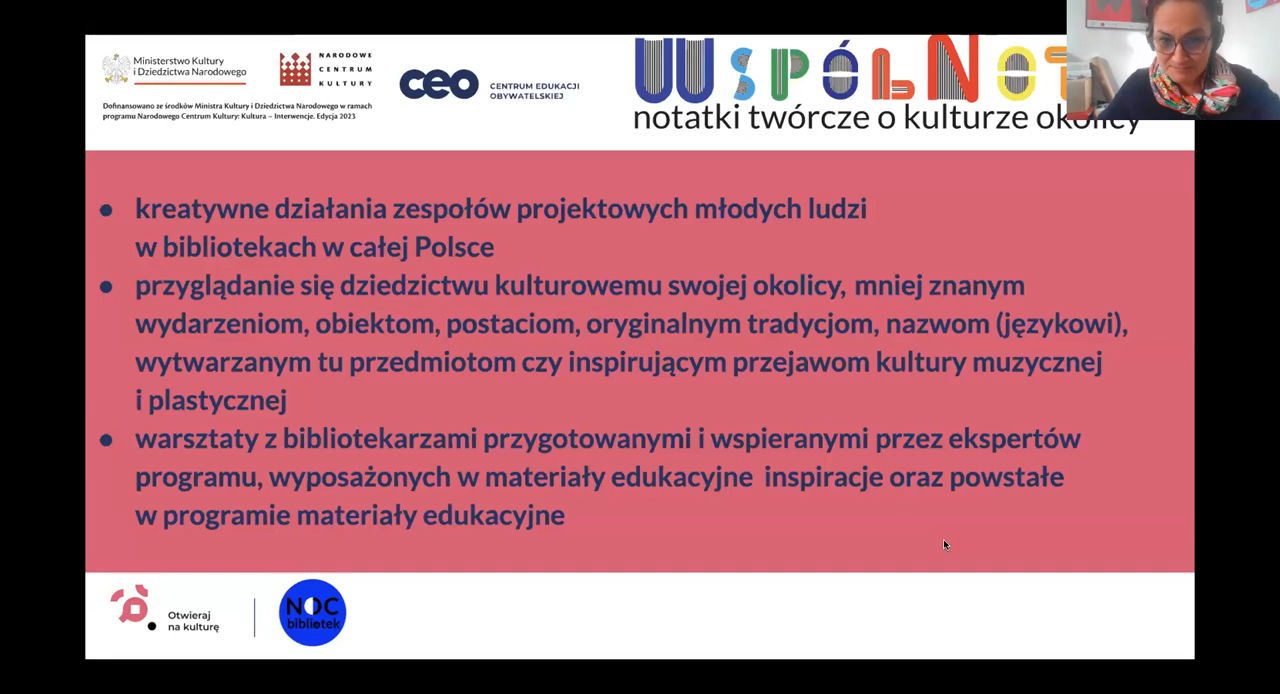 Ministerstwo Kultury
i Dziedzictwa Narodowego
NARODOWE
CENTRUM
KULTURY
ceo
CENTRUM EDUKACJI
OBYWATELSKIEJ
Dofinansowano ze środków Ministra Kultury i Dziedzictwa Narodowego w ramach
programu Narodowego Centrum Kultury: Kultura – Interwencje. Edycja 2023
WSPÓLNOT
notatki twórcze o kulturze okolicy
● kreatywne działania zespołów projektowych młodych ludzi
w bibliotekach w całej Polsce
● przyglądanie się dziedzictwu kulturowemu swojej okolicy, mniej znanym
wydarzeniom, obiektom, postaciom, oryginalnym tradycjom, nazwom (językowi),
wytwarzanym tu przedmiotom czy inspirującym przejawom kultury muzycznej
i plastycznej
● warsztaty z bibliotekarzami przygotowanymi i wspieranymi przez ekspertów
programu, wyposażonych w materiały edukacyjne inspiracje oraz powstałe
w programie materiały edukacyjne
Otwieraj
na kulturę
NOC
bibliotek